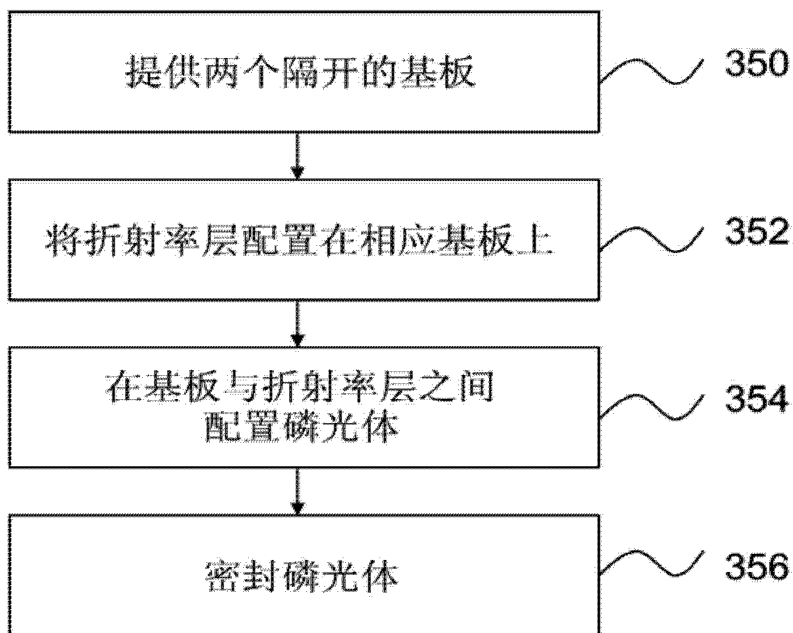 提供两个隔开的基板
350
将折射率层配置在相应基板上
352
在基板与折射率层之间
配置磷光体
354
密封磷光体
356